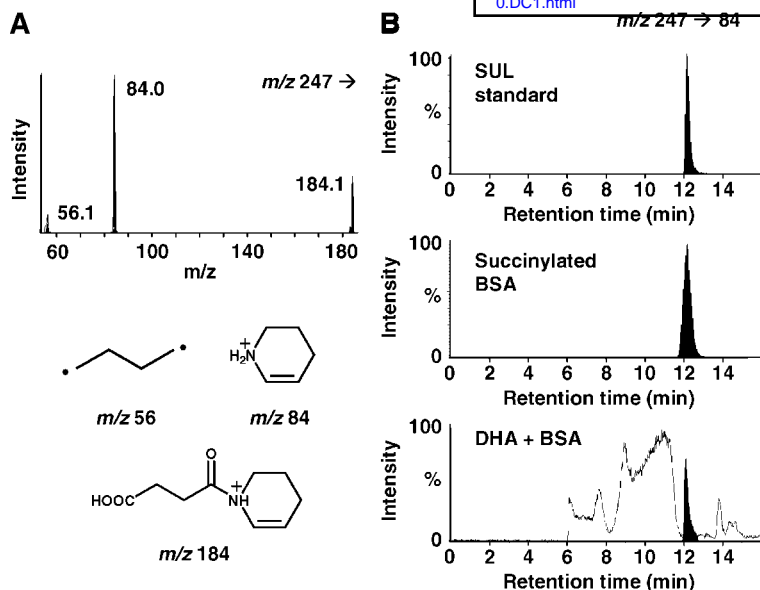 0.DC1.html
A
B
m/z 247 → 84
m/z 247 →
84.0
184.1
56.1
Intensity
60 100 140 180
m/z
m/z 56
H₂N
+
m/z 84
O
HOOC
+
NH
m/z 184
100
SUL
standard
Intensity
%
0
0 2 4 6 8 10 12 14
Retention time (min)
100
Succinylated
BSA
Intensity
%
0
0 2 4 6 8 10 12 14
Retention time (min)
100
DHA + BSA
Intensity
%
0
0 2 4 6 8 10 12 14
Retention time (min)